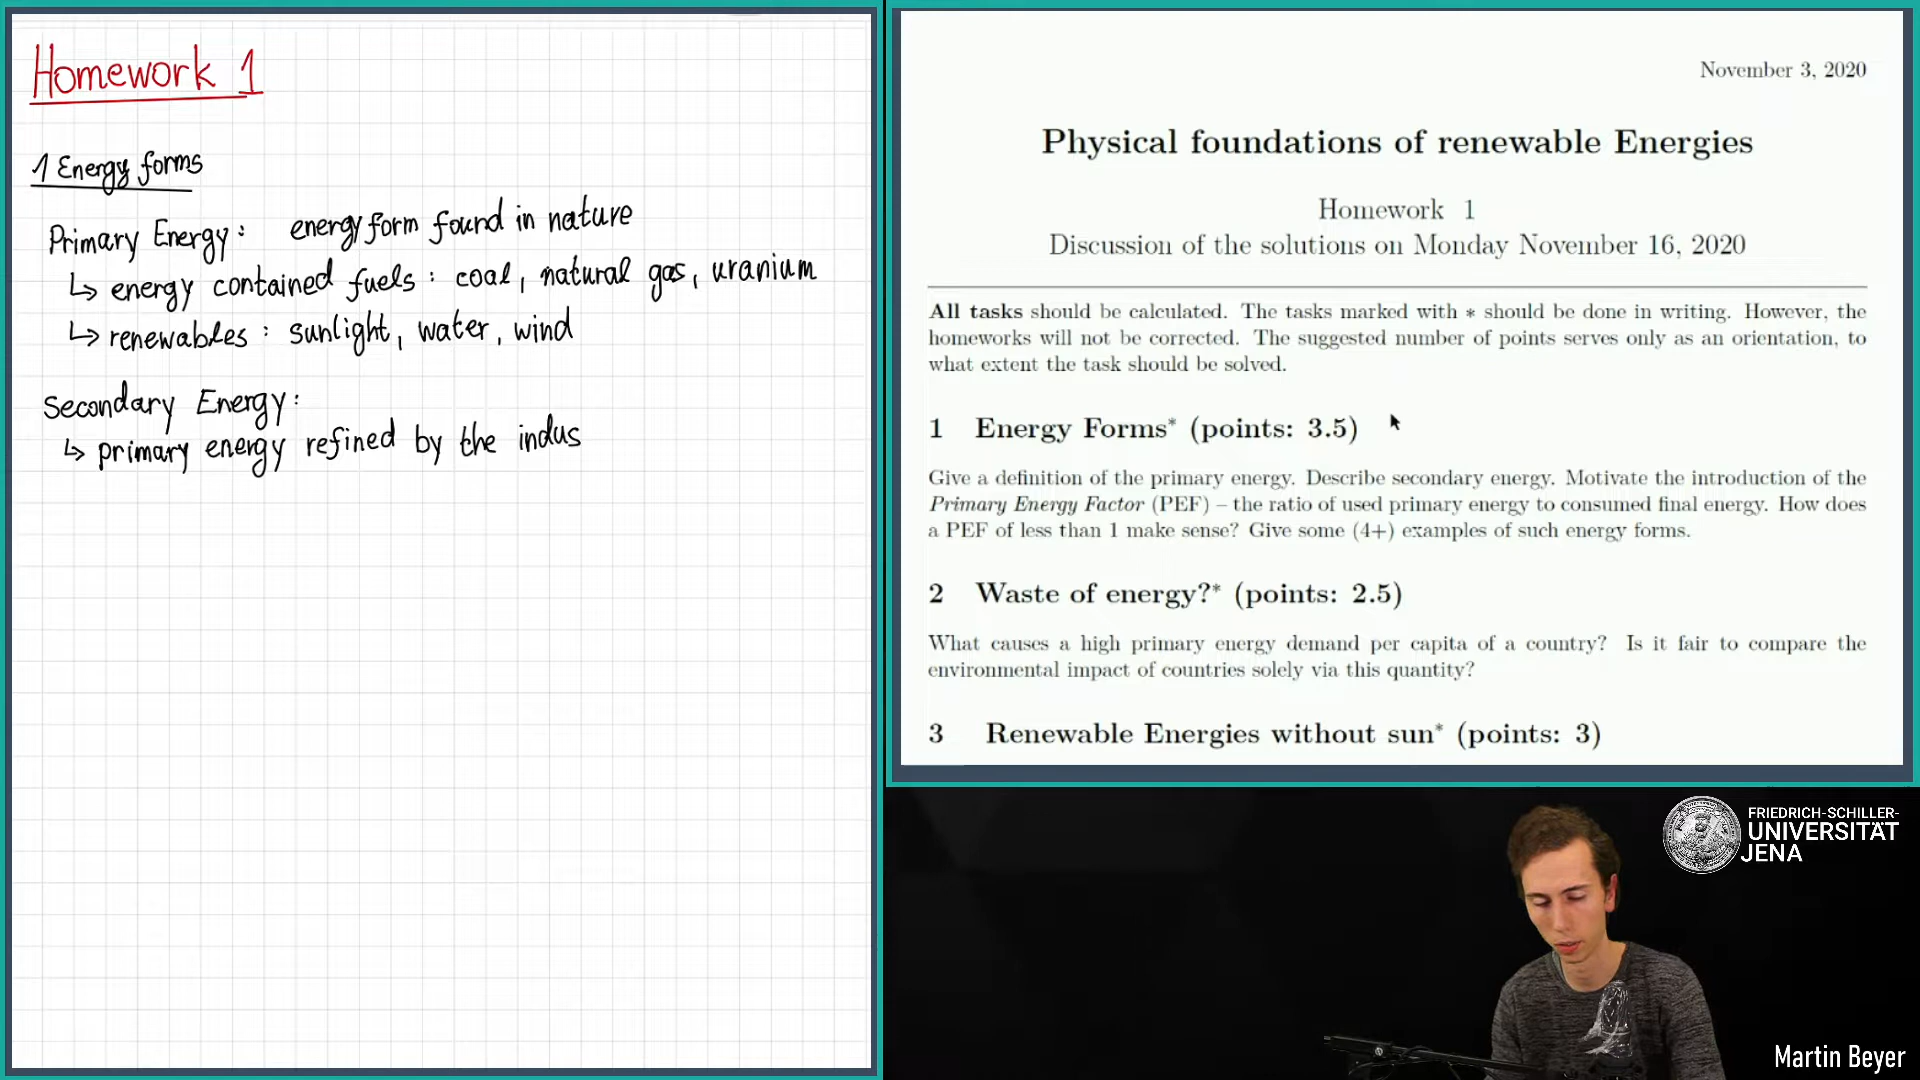 Homework 1
1 Energy forms
Primary Energy: energy form found in nature
↳ energy contained fuels: coal, natural gas, uranium
↳ renewables: sunlight, water, wind
Secondary Energy:
↳ primary energy refined by the indus
November 3, 2020
Physical foundations of renewable Energies
Homework 1
Discussion of the solutions on Monday November 16, 2020
All tasks should be calculated. The tasks marked with * should be done in writing. However, the
homeworks will not be corrected. The suggested number of points serves only as an orientation, to
what extent the task should be solved.
1 Energy Forms* (points: 3.5)
Give a definition of the primary energy. Describe secondary energy. Motivate the introduction of the
Primary Energy Factor (PEF) – the ratio of used primary energy to consumed final energy. How does
a PEF of less than 1 make sense? Give some (4+) examples of such energy forms.
2 Waste of energy?* (points: 2.5)
What causes a high primary energy demand per capita of a country? Is it fair to compare the
environmental impact of countries solely via this quantity?
3 Renewable Energies without sun* (points: 3)
FRIEDRICH-SCHILLER-
UNIVERSITÄT
JENA
Martin Beyer